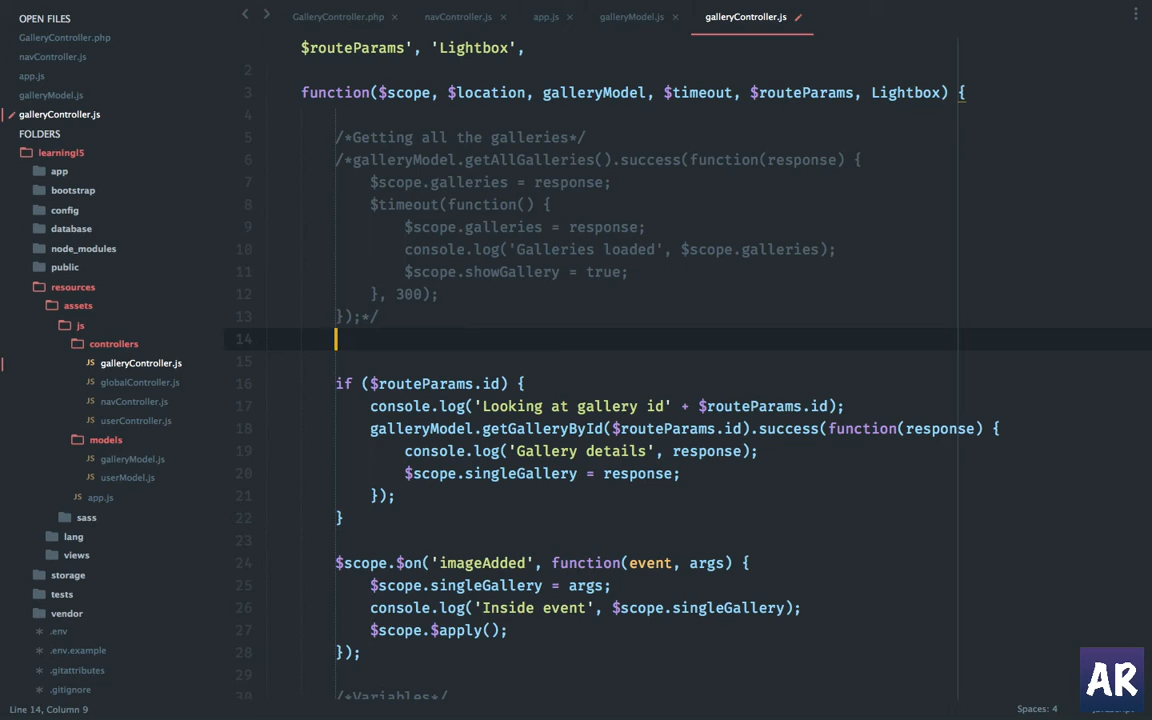 OPEN FILES
GalleryController.php
navController.js
app.js
galleryModel.js
galleryController.js
FOLDERS
learningl5
app
bootstrap
config
database
node_modules
public
resources
assets
js
controllers
JS galleryController.js
JS globalController.js
JS navController.js
JS userController.js
models
JS galleryModel.js
JS userModel.js
JS app.js
sass
lang
views
storage
tests
vendor
* .env
* .env.example
* .gitattributes
* .gitignore
GalleryController.php × navController.js × app.js × galleryModel.js × galleryController.js
$routeParams', 'Lightbox',
2
3 function($scope, $location, galleryModel, $timeout, $routeParams, Lightbox) {
4
5 /*Getting all the galleries*/
6 /*galleryModel.getAllGalleries().success(function(response) {
7 $scope.galleries = response;
8 $timeout(function() {
9 $scope.galleries = response;
10 console.log('Galleries loaded', $scope.galleries);
11 $scope.showGallery = true;
12 }, 300);
13 });*/
14
15
16 if ($routeParams.id) {
17 console.log('Looking at gallery id' + $routeParams.id);
18 galleryModel.getGalleryById($routeParams.id).success(function(response) {
19 console.log('Gallery details', response);
20 $scope.singleGallery = response;
21 });
22 }
23
24 $scope.$on('imageAdded', function(event, args) {
25 $scope.singleGallery = args;
26 console.log('Inside event', $scope.singleGallery);
27 $scope.$apply();
28 });
29
30 /*Variables*/
AR
Line 14, Column 9
Spaces: 4